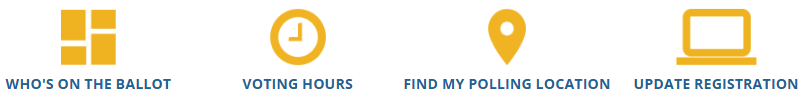 WHO'S ON THE BALLOT
VOTING HOURS
FIND MY POLLING LOCATION
UPDATE REGISTRATION